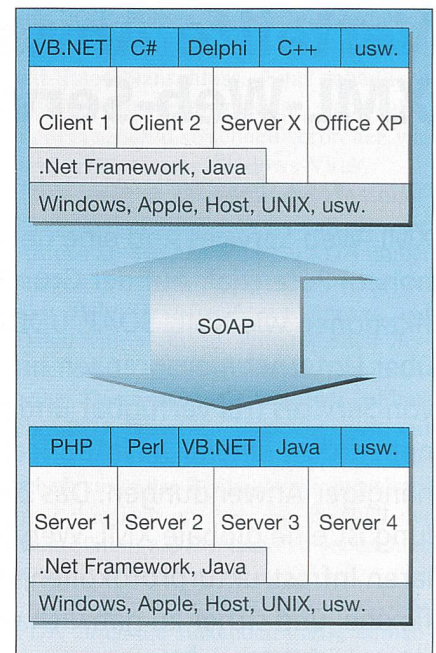 VB.NET C# Delphi C++ usw.
Client 1 Client 2 Server X Office XP
.Net Framework, Java
Windows, Apple, Host, UNIX, usw.
SOAP
PHP Perl VB.NET Java usw.
Server 1 Server 2 Server 3 Server 4
.Net Framework, Java
Windows, Apple, Host, UNIX, usw.